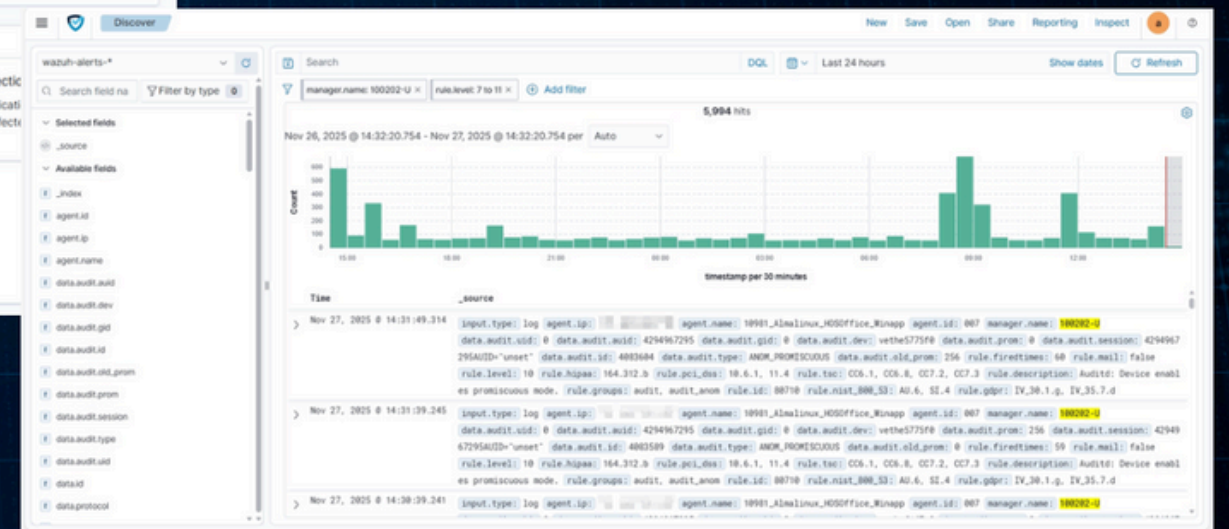 Discover
New Save Open Share Reporting Inspect a
wazuh-alerts-*
Search field na
Filter by type 0
Selected fields
_source
Available fields
_index
agent.id
agent.ip
agent.name
data.audit.auid
data.audit.dev
data.audit.gid
data.audit.id
data.audit.old_prom
data.audit.prom
data.audit.session
data.audit.type
data.audit.uid
data.id
data.protocol
Search
DQL
Last 24 hours
Show dates
Refresh
manager.name: 100202-U ×
rule.level: 7 to 11 ×
Add filter
5,994 hits
Nov 26, 2025 @ 14:32:20.754 - Nov 27, 2025 @ 14:32:20.754 per Auto
Count
600
500
400
300
200
100
0
15:00 18:00 21:00 00:00 03:00 06:00 09:00 12:00
timestamp per 30 minutes
Time _source
Nov 27, 2025 @ 14:31:49.314 input.type: log agent.ip: agent.name: 10981_Almalinux_HOSOffice_Winapp agent.id: 007 manager.name: 100202-U
data.audit.uid: 0 data.audit.auid: 4294967295 data.audit.gid: 0 data.audit.dev: vethe5775f0 data.audit.prom: 0 data.audit.session: 4294967
295AUID="unset" data.audit.id: 4083604 data.audit.type: ANOM_PROMISCUOUS data.audit.old_prom: 256 rule.firedtimes: 60 rule.mail: false
rule.level: 10 rule.hipaa: 164.312.b rule.pci_dss: 10.6.1, 11.4 rule.tsc: CC6.1, CC6.8, CC7.2, CC7.3 rule.description: Auditd: Device enabl
es promiscuous mode. rule.groups: audit, audit_anom rule.id: 80710 rule.nist_800_53: AU.6, SI.4 rule.gdpr: IV_30.1.g, IV_35.7.d
Nov 27, 2025 @ 14:31:39.245 input.type: log agent.ip: agent.name: 10981_Almalinux_HOSOffice_Winapp agent.id: 007 manager.name: 100202-U
data.audit.uid: 0 data.audit.auid: 4294967295 data.audit.gid: 0 data.audit.dev: vethe5775f0 data.audit.prom: 256 data.audit.session: 42949
67295AUID="unset" data.audit.id: 4083589 data.audit.type: ANOM_PROMISCUOUS data.audit.old_prom: 0 rule.firedtimes: 59 rule.mail: false
rule.level: 10 rule.hipaa: 164.312.b rule.pci_dss: 10.6.1, 11.4 rule.tsc: CC6.1, CC6.8, CC7.2, CC7.3 rule.description: Auditd: Device enabl
es promiscuous mode. rule.groups: audit, audit_anom rule.id: 80710 rule.nist_800_53: AU.6, SI.4 rule.gdpr: IV_30.1.g, IV_35.7.d
Nov 27, 2025 @ 14:30:39.241 input.type: log agent.ip: agent.name: 10981_Almalinux_HOSOffice_Winapp agent.id: 007 manager.name: 100202-U